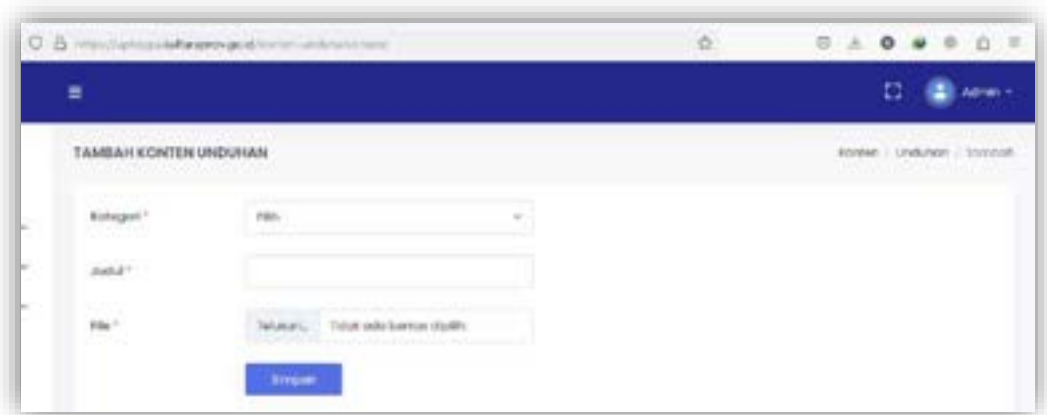 Admin
TAMBAH KONTEN UNDUHAN
Konten / Unduhan / Tambah
Kategori *
Pilih
Judul *
File *
Telusuri... Tidak ada berkas dipilih.
Simpan